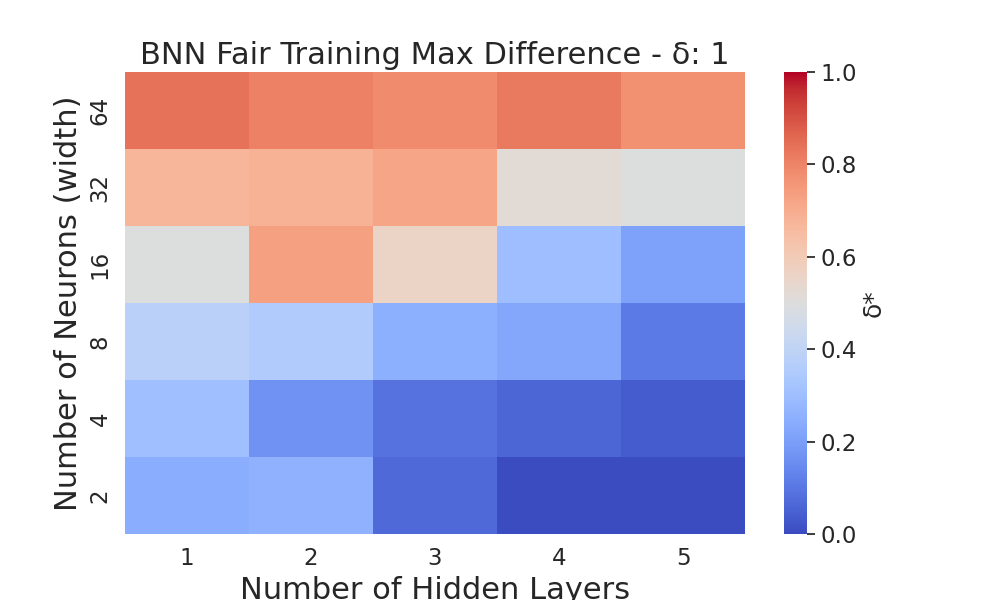 BNN Fair Training Max Difference - δ: 1
Number of Neurons (width)
64
32
16
8
4
2
1 2 3 4 5
Number of Hidden Layers
1.0
0.8
0.6
0.4
0.2
0.0
δ*